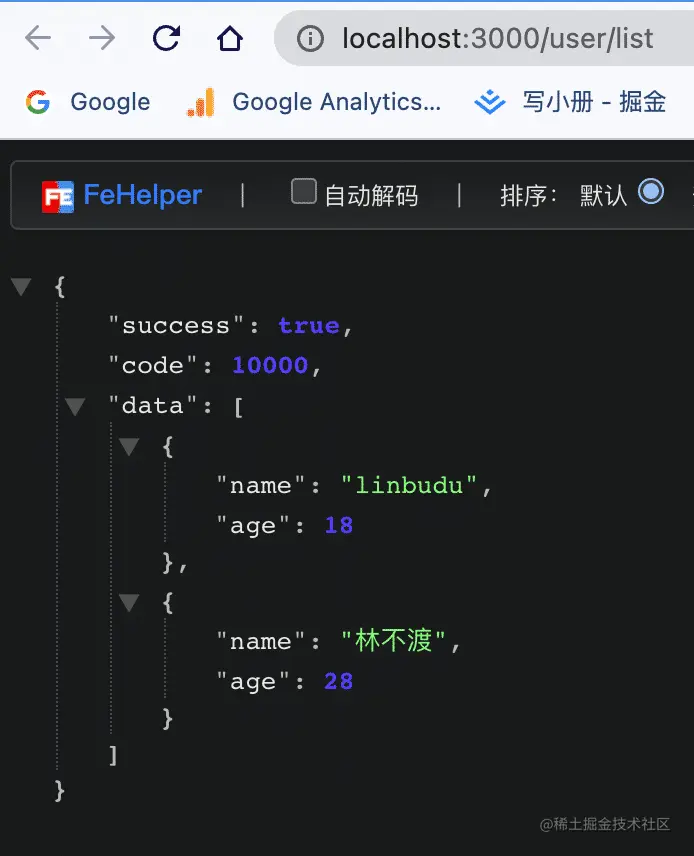 localhost:3000/user/list
Google Google Analytics... 写小册 - 掘金
FE FeHelper | 自动解码 | 排序： 默认
{
"success": true,
"code": 10000,
"data": [
{
"name": "linbudu",
"age": 18
},
{
"name": "林不渡",
"age": 28
}
]
}
@稀土掘金技术社区